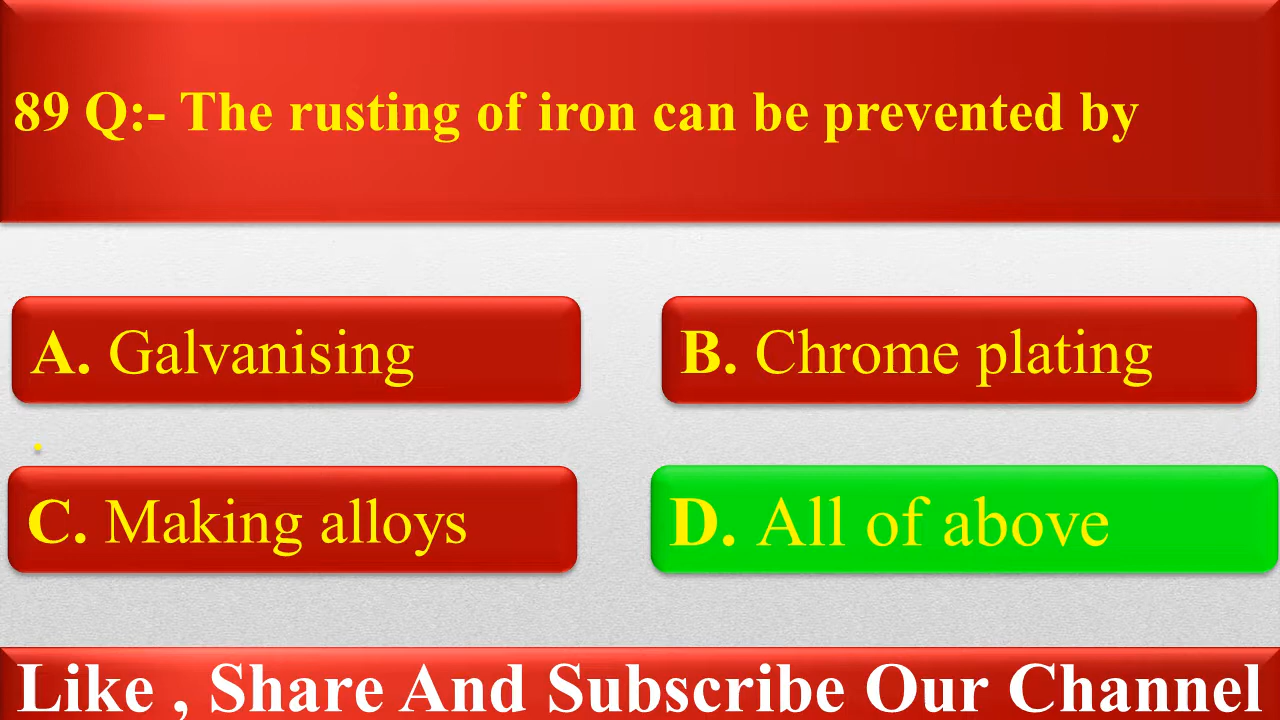 89 Q:- The rusting of iron can be prevented by
A. Galvanising
B. Chrome plating
C. Making alloys
D. All of above
Like , Share And Subscribe Our Channel